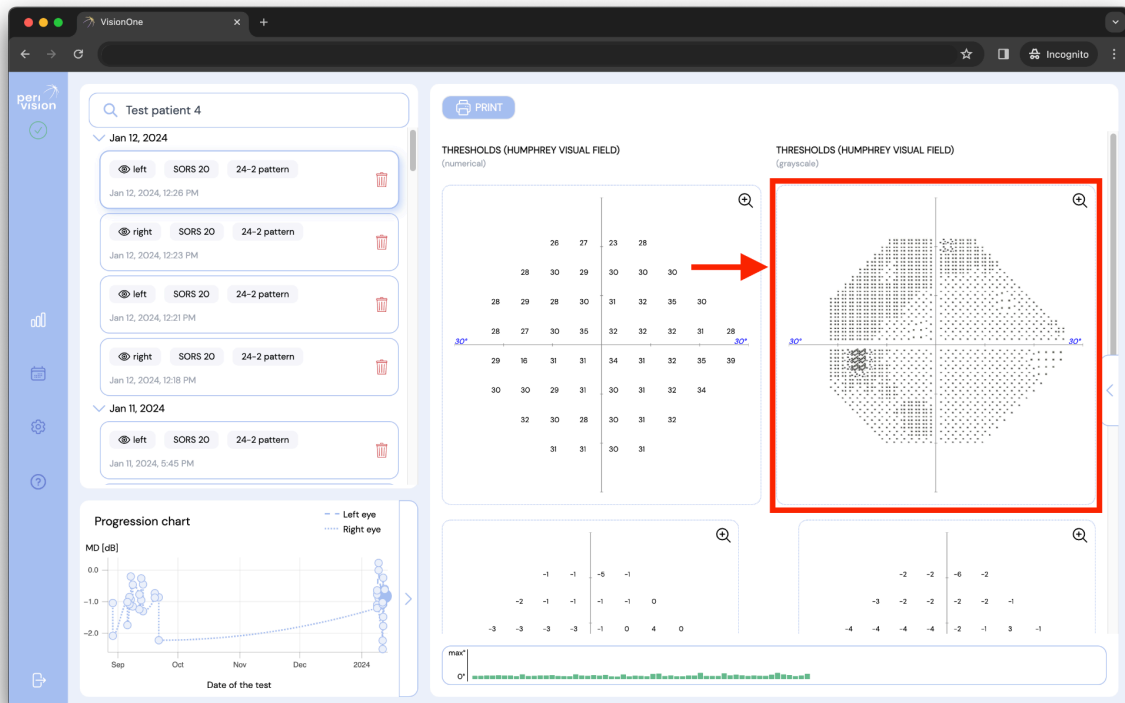 VisionOne
Incognito
peri
vision
Test patient 4
Jan 12, 2024
left SORS 20 24-2 pattern
Jan 12, 2024, 12:26 PM
right SORS 20 24-2 pattern
Jan 12, 2024, 12:23 PM
left SORS 20 24-2 pattern
Jan 12, 2024, 12:21 PM
right SORS 20 24-2 pattern
Jan 12, 2024, 12:18 PM
Jan 11, 2024
left SORS 20 24-2 pattern
Jan 11, 2024, 5:45 PM
Progression chart
Left eye
Right eye
MD [dB]
0.0
-1.0
-2.0
Sep Oct Nov Dec 2024
Date of the test
PRINT
THRESHOLDS (HUMPHREY VISUAL FIELD)
(numerical)
26 27 23 28
28 30 29 30 30 30
28 29 28 30 31 32 35 30
28 27 30 35 32 32 32 31 28
30° 30°
29 16 31 31 34 31 32 35 39
30 30 29 31 30 31 32 34
32 30 28 30 31 32
31 31 30 31
THRESHOLDS (HUMPHREY VISUAL FIELD)
(grayscale)
30° 30°
-1 -1 -5 -1
-2 -1 -1 -1 -1 0
-3 -3 -3 -3 -1 0 4 0
-2 -2 -6 -2
-3 -2 -2 -2 -2 -1
-4 -4 -4 -4 -2 -1 3 -1
max°
0°